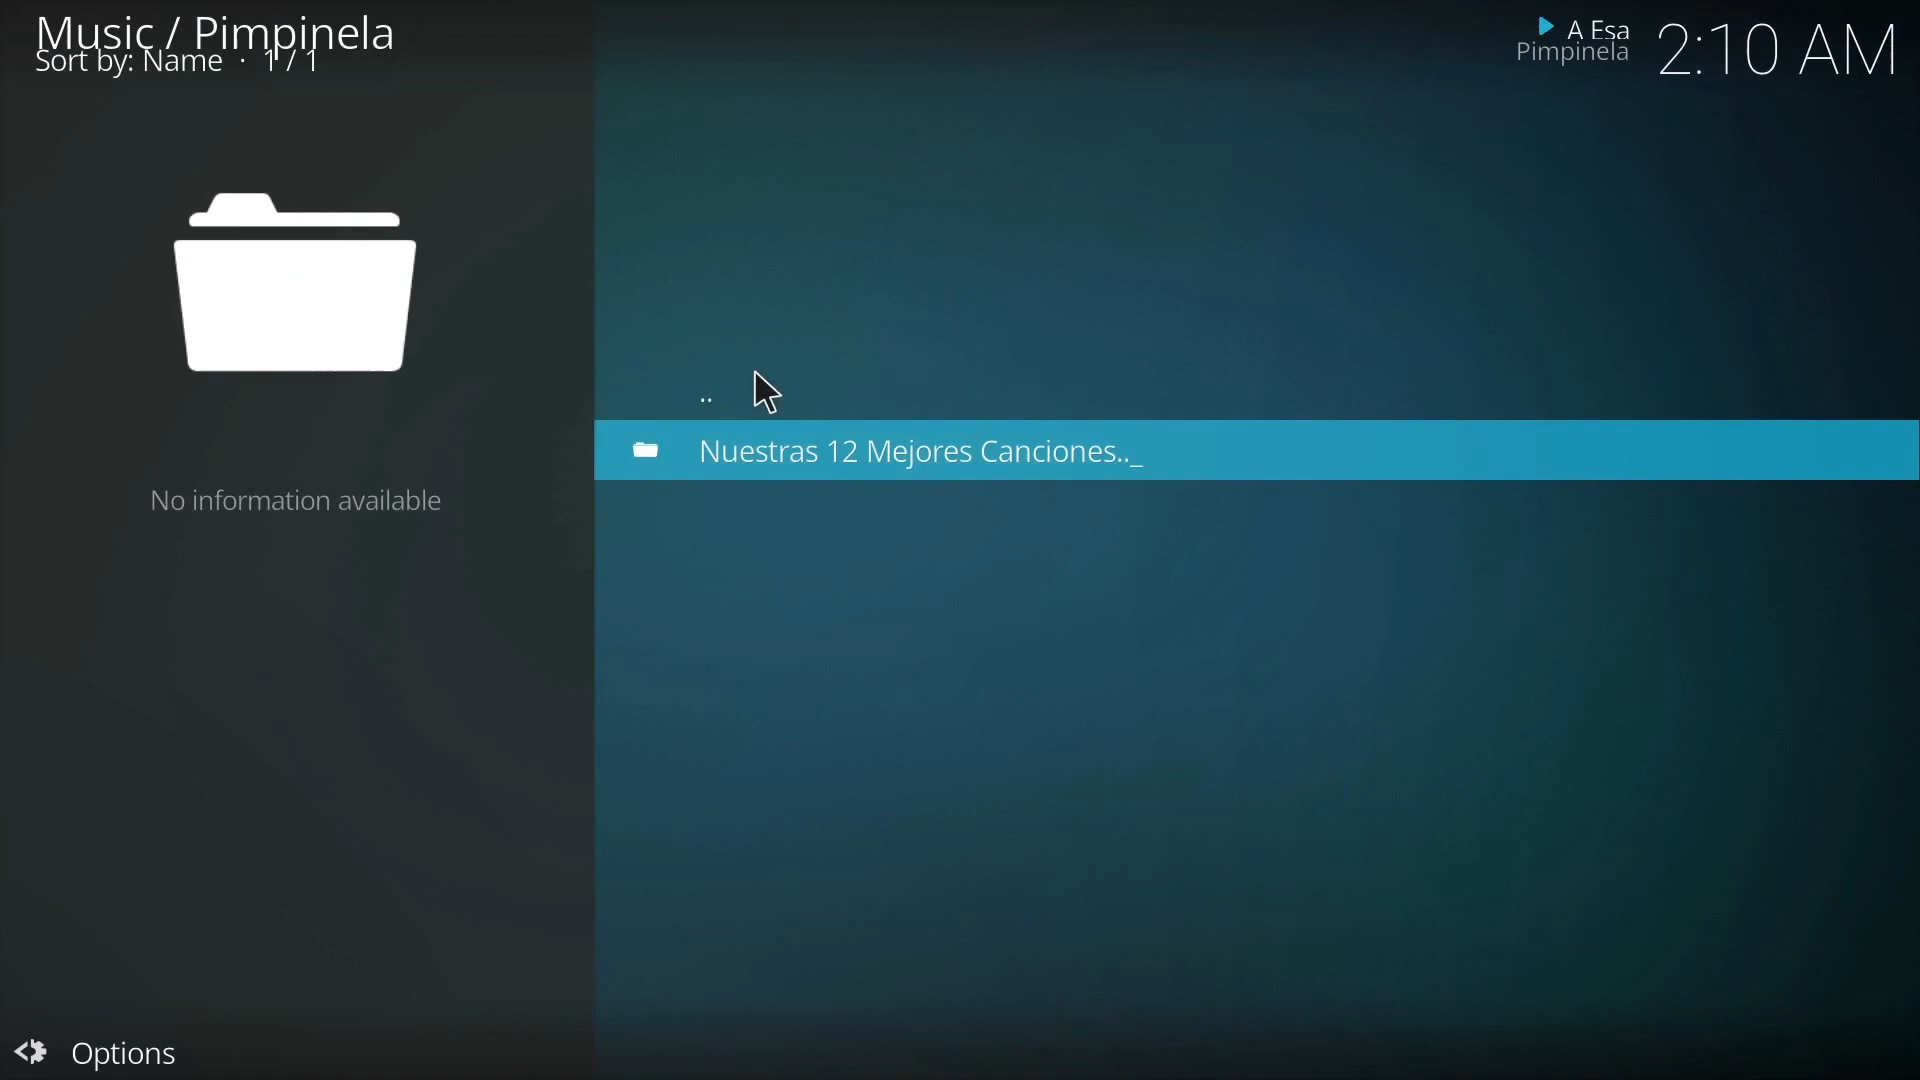 Music / Pimpinela
Sort by: Name · 1 / 1
A Esa
Pimpinela
2:10 AM
..
Nuestras 12 Mejores Canciones.._
No information available
Options